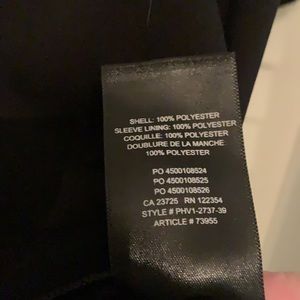 SHELL: 100% POLYESTER
SLEEVE LINING: 100% POLYESTER
COQUILLE: 100% POLYESTER
DOUBLURE DE LA MANCHE
100% POLYESTER
PO 4500108524
PO 4500108525
PO 4500108526
CA 23725 RN 122354
STYLE # PHV1-2737-39
ARTICLE # 73955